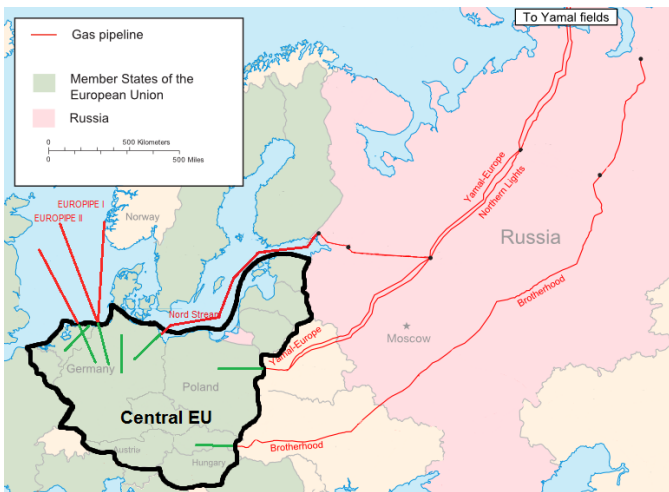 To Yamal fields
Gas pipeline
Member States of the
European Union
Russia
0 500 Kilometers
0 500 Miles
EUROPIPE I
EUROPIPE II
Norway
Yamal-Europe
Northern Lights
Russia
Brotherhood
Nord Stream
Moscow
Yamal-Europe
Germany
Poland
Central EU
Austria
Hungary
Brotherhood